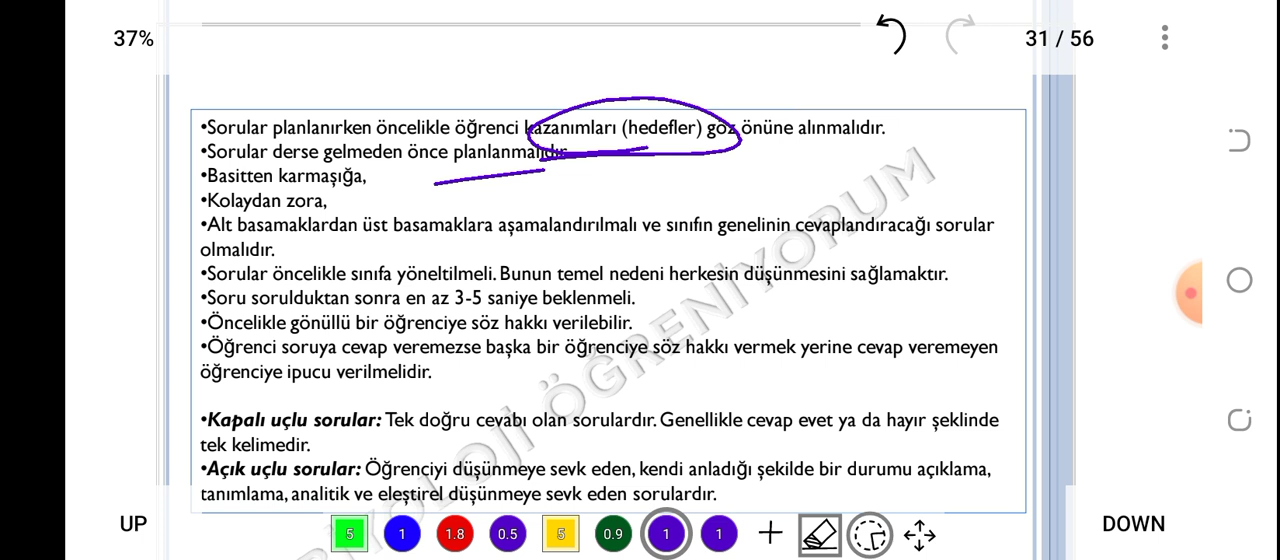 37%
31 / 56
•Sorular planlanırken öncelikle öğrenci kazanımları (hedefler) göz önüne alınmalıdır.
•Sorular derse gelmeden önce planlanmalıdır.
•Basitten karmaşığa,
•Kolaydan zora,
•Alt basamaklardan üst basamaklara aşamalandırılmalı ve sınıfın genelinin cevaplandıracağı sorular
olmalıdır.
•Sorular öncelikle sınıfa yöneltilmeli. Bunun temel nedeni herkesin düşünmesini sağlamaktır.
•Soru sorulduktan sonra en az 3-5 saniye beklenmeli.
•Öncelikle gönüllü bir öğrenciye söz hakkı verilebilir.
•Öğrenci soruya cevap veremezse başka bir öğrenciye söz hakkı vermek yerine cevap veremeyen
öğrenciye ipucu verilmelidir.
•Kapalı uçlu sorular: Tek doğru cevabı olan sorulardır. Genellikle cevap evet ya da hayır şeklinde
tek kelimedir.
•Açık uçlu sorular: Öğrenciyi düşünmeye sevk eden, kendi anladığı şekilde bir durumu açıklama,
tanımlama, analitik ve eleştirel düşünmeye sevk eden sorulardır.
ÖĞRENİYORUM
UP
5 1 1.8 0.5 5 0.9 1 1
DOWN